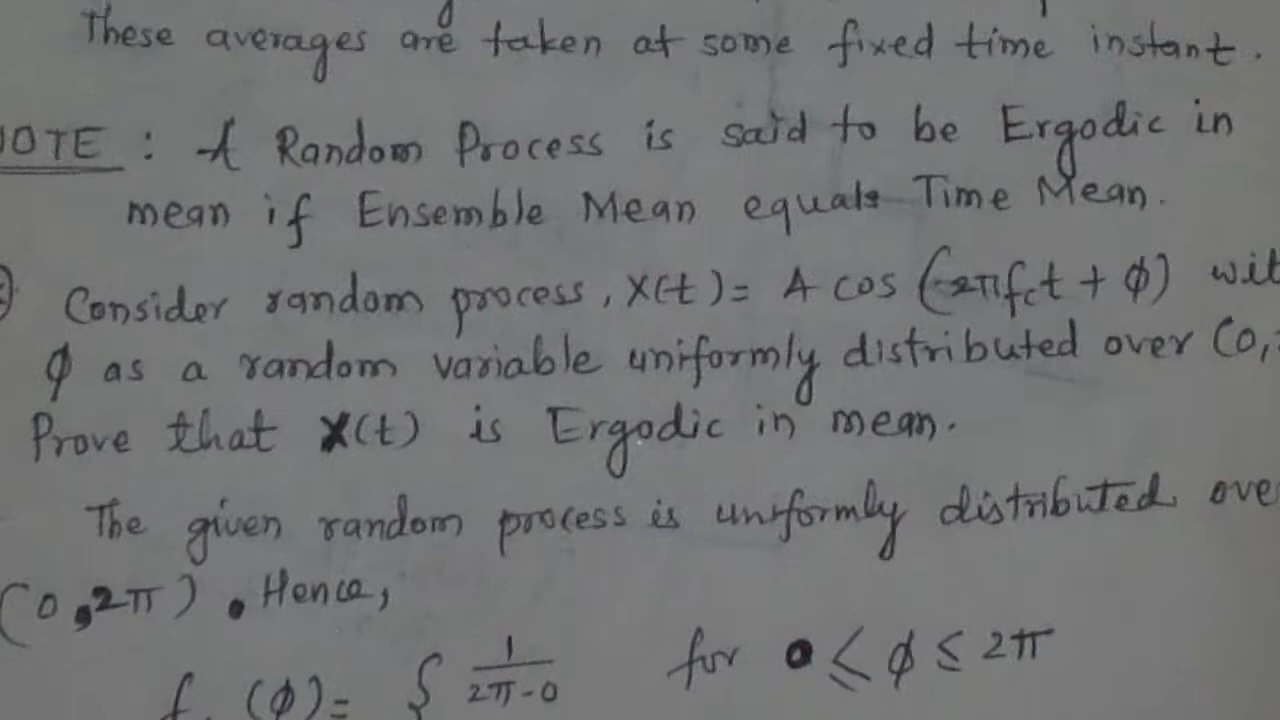 These averages are taken at some fixed time instant.
NOTE : A Random Process is said to be Ergodic in
mean if Ensemble Mean equals Time Mean.
Consider random process, X(t) = A cos (2πf_c t + φ) wit
φ as a random variable uniformly distributed over (0,
Prove that X(t) is Ergodic in mean.
The given random process is uniformly distributed ove
(0,2π). Hence,
f (φ) = { 1/(2π-0) for 0 ≤ φ ≤ 2π